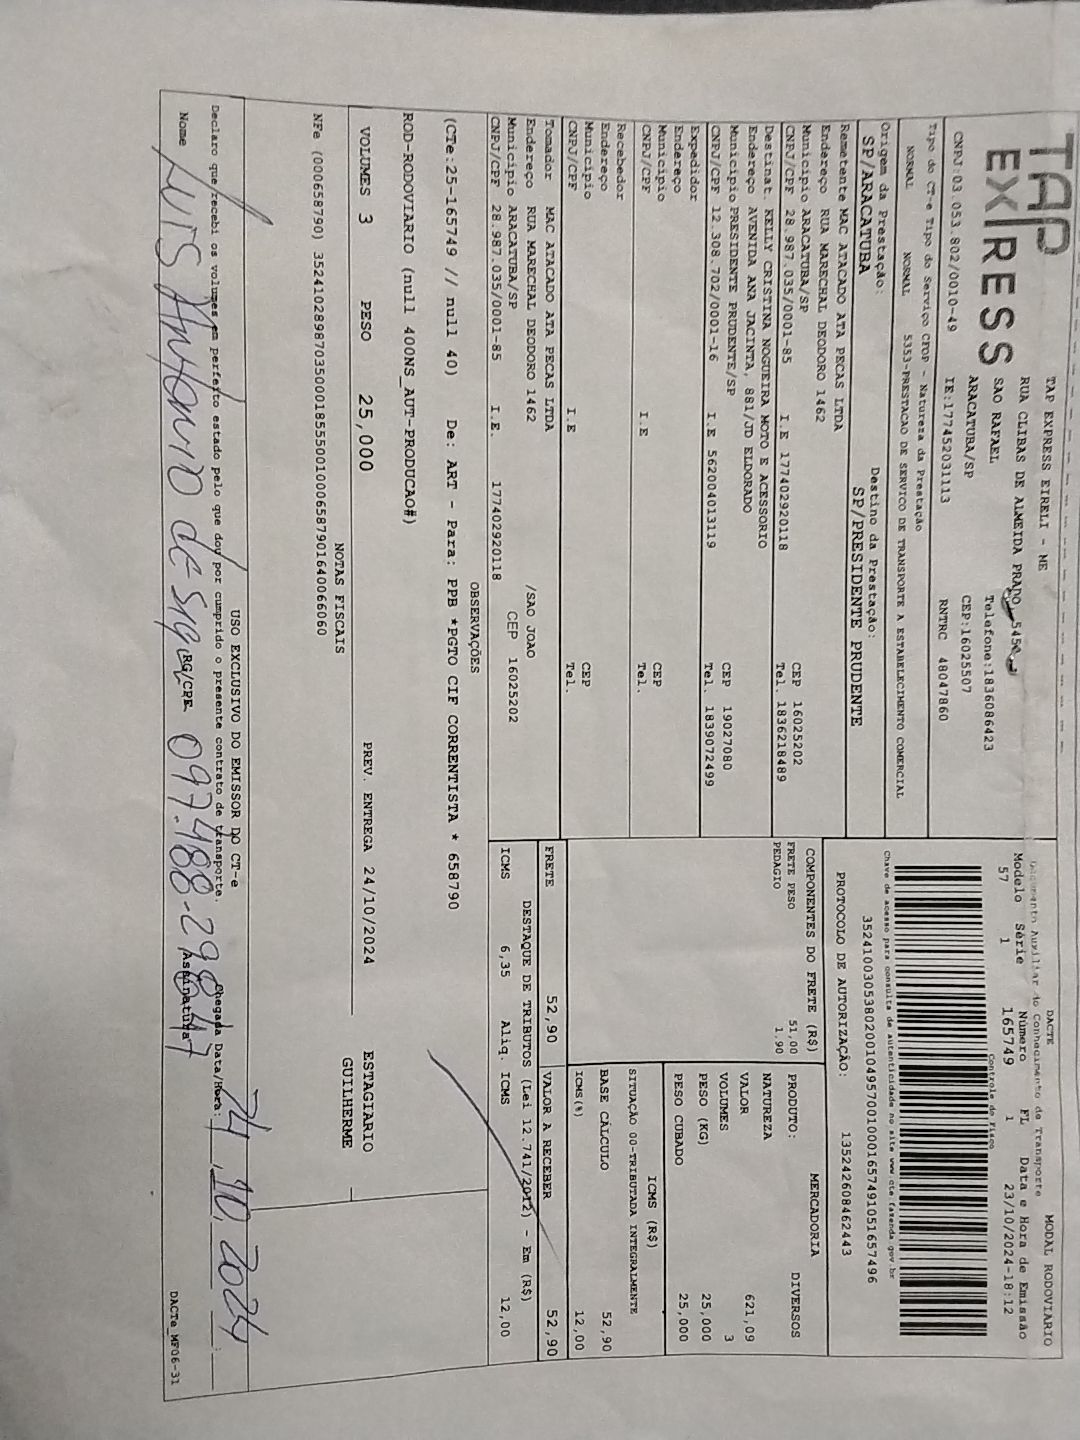 TAP
EXPRESS
TAP EXPRESS EIRELI - ME
RUA CLIBAS DE ALMEIDA PRADO, 545
SAO RAFAEL
Telefone:1836086423
ARACATUBA/SP
CEP:16025507
CNPJ:03.053.802/0010-49
IE:177452031113
RNTRC 48047860
DACTE
MODAL RODOVIARIO
Documento Auxiliar do Conhecimento de Transporte
Modelo Série Número FL Data e Hora de Emissão
57 1 165749 1 23/10/2024-18:12
Controle do Fisco
Chave de acesso para consulta de autenticidade no site www.cte.fazenda.gov.br
35241003053802001049570010001657491051657496
PROTOCOLO DE AUTORIZAÇÃO: 135242608462443
Tipo do CT-e Tipo do Serviço CFOP - Natureza da Prestação
NORMAL NORMAL 5353-PRESTACAO DE SERVICO DE TRANSPORTE A ESTABELECIMENTO COMERCIAL
Origem da Prestação: Destino da Prestação:
SP/ARACATUBA SP/PRESIDENTE PRUDENTE
Remetente MAC ATACADO ATA PECAS LTDA
Endereço RUA MARECHAL DEODORO 1462
Município ARACATUBA/SP CEP 16025202
CNPJ/CPF 28.987.035/0001-85 I.E 177402920118 Tel. 1836218489
Destinat. KELLY CRISTINA NOGUEIRA MOTO E ACESSORIO
Endereço AVENIDA ANA JACINTA, 881/JD ELDORADO
Município PRESIDENTE PRUDENTE/SP CEP 19027080
CNPJ/CPF 12.308.702/0001-16 I.E 562004013119 Tel. 1839072499
Expedidor
Endereço
Município CEP
CNPJ/CPF I.E Tel.
Recebedor
Endereço
Município CEP
CNPJ/CPF I.E Tel.
Tomador MAC ATACADO ATA PECAS LTDA
Endereço RUA MARECHAL DEODORO 1462 /SAO JOAO
Município ARACATUBA/SP CEP 16025202
CNPJ/CPF 28.987.035/0001-85 I.E. 177402920118
COMPONENTES DO FRETE (R$)
FRETE PESO 51,00
PEDAGIO 1,90
MERCADORIA
PRODUTO: DIVERSOS
NATUREZA
VALOR 621,09
VOLUMES 3
PESO (KG) 25,000
PESO CUBADO 25,000
ICMS (R$)
SITUAÇÃO 00-TRIBUTADA INTEGRALMENTE
BASE CÁLCULO 52,90
ICMS(%) 12,00
FRETE 52,90 VALOR A RECEBER 52,90
DESTAQUE DE TRIBUTOS (Lei 12.741/2012) - Em (R$)
ICMS 6,35 Aliq. ICMS 12,00
OBSERVAÇÕES
(CTe:25-165749 // null 40) De: ART - Para: PPB *PGTO CIF CORRENTISTA * 658790
ROD-RODOVIARIO (null 400NS_AUT-PRODUCAO#)
VOLUMES 3 PESO 25,000 PREV. ENTREGA 24/10/2024
ESTAGIARIO
GUILHERME
NOTAS FISCAIS
NFe (000658790) 35241028987035000185550010006587901640066060
USO EXCLUSIVO DO EMISSOR DO CT-e
Declaro que recebi os volumes em perfeito estado pelo que dou por cumprido o presente contrato de transporte.
Chegada Data/Hora: 24.10.2024
Nome LUIS ANTONIO de RG/CPF 097.488.298-47 Assinatura
DACTe_MF06-31